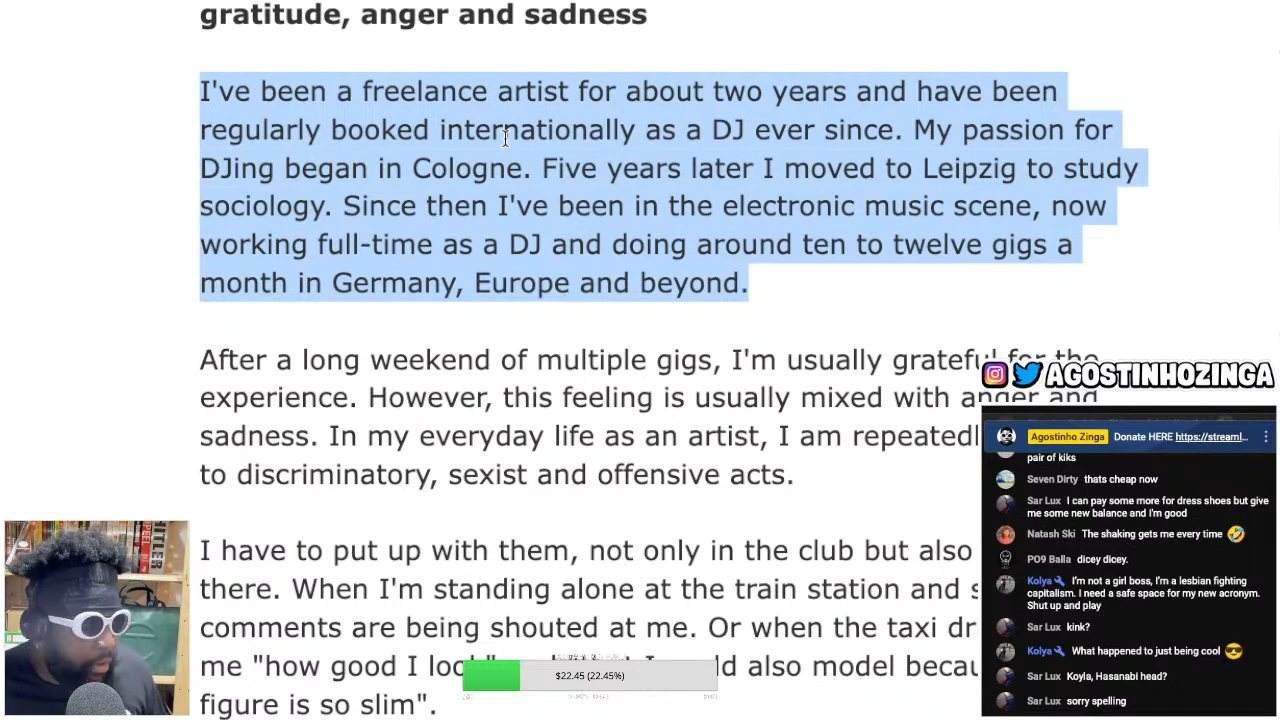 gratitude, anger and sadness
I've been a freelance artist for about two years and have been
regularly booked internationally as a DJ ever since. My passion for
DJing began in Cologne. Five years later I moved to Leipzig to study
sociology. Since then I've been in the electronic music scene, now
working full-time as a DJ and doing around ten to twelve gigs a
month in Germany, Europe and beyond.
After a long weekend of multiple gigs, I'm usually grateful for the
experience. However, this feeling is usually mixed with anger and
sadness. In my everyday life as an artist, I am repeatedl
to discriminatory, sexist and offensive acts.
I have to put up with them, not only in the club but also
there. When I'm standing alone at the train station and s
comments are being shouted at me. Or when the taxi dr
me "how good I loo ld also model becau
figure is so slim".
$22.45 (22.45%)
AGOSTINHOZINGA
Agostinho Zinga Donate HERE https://streaml...
pair of kiks
Seven Dirty thats cheap now
Sar Lux I can pay some more for dress shoes but give
me some new balance and I'm good
Natash Ski The shaking gets me every time 🤣
PO9 Balla dicey dicey.
Kolya I'm not a girl boss, I'm a lesbian fighting
capitalism. I need a safe space for my new acronym.
Shut up and play
Sar Lux kink?
Kolya What happened to just being cool 😎
Sar Lux Koyla, Hasanabi head?
Sar Lux sorry spelling